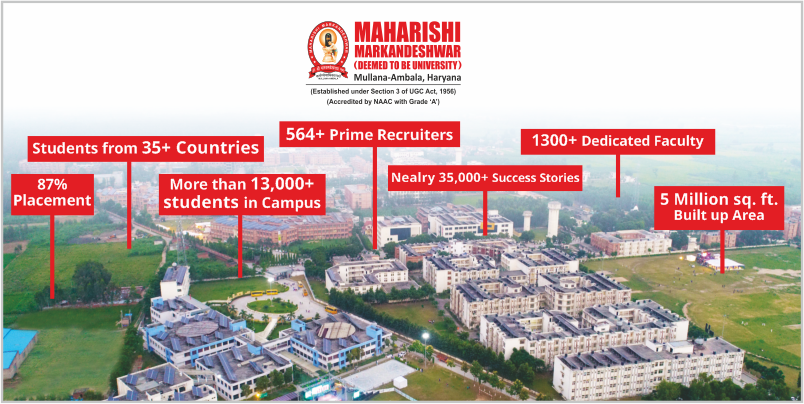 MAHARISHI
MARKANDESHWAR
(DEEMED TO BE UNIVERSITY)
Mullana-Ambala, Haryana
(Established under Section 3 of UGC Act, 1956)
(Accredited by NAAC with Grade ‘A’)
564+ Prime Recruiters
1300+ Dedicated Faculty
Students from 35+ Countries
Nealry 35,000+ Success Stories
87%
Placement
More than 13,000+
students in Campus
5 Million sq. ft.
Built up Area